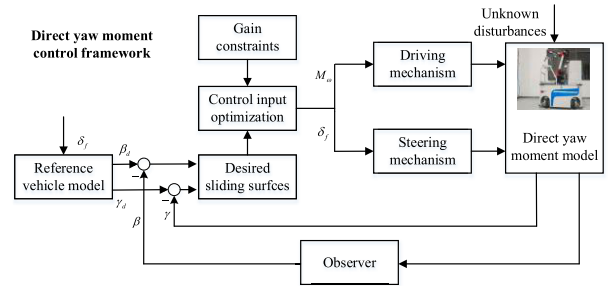 Direct yaw moment
control framework
Gain
constraints
Control input
optimization
Desired
sliding surfces
Reference
vehicle model
δf
βd
γd
−
−
β
γ
Mω
δf
Driving
mechanism
Steering
mechanism
Unknown
disturbances
Direct yaw
moment model
Observer